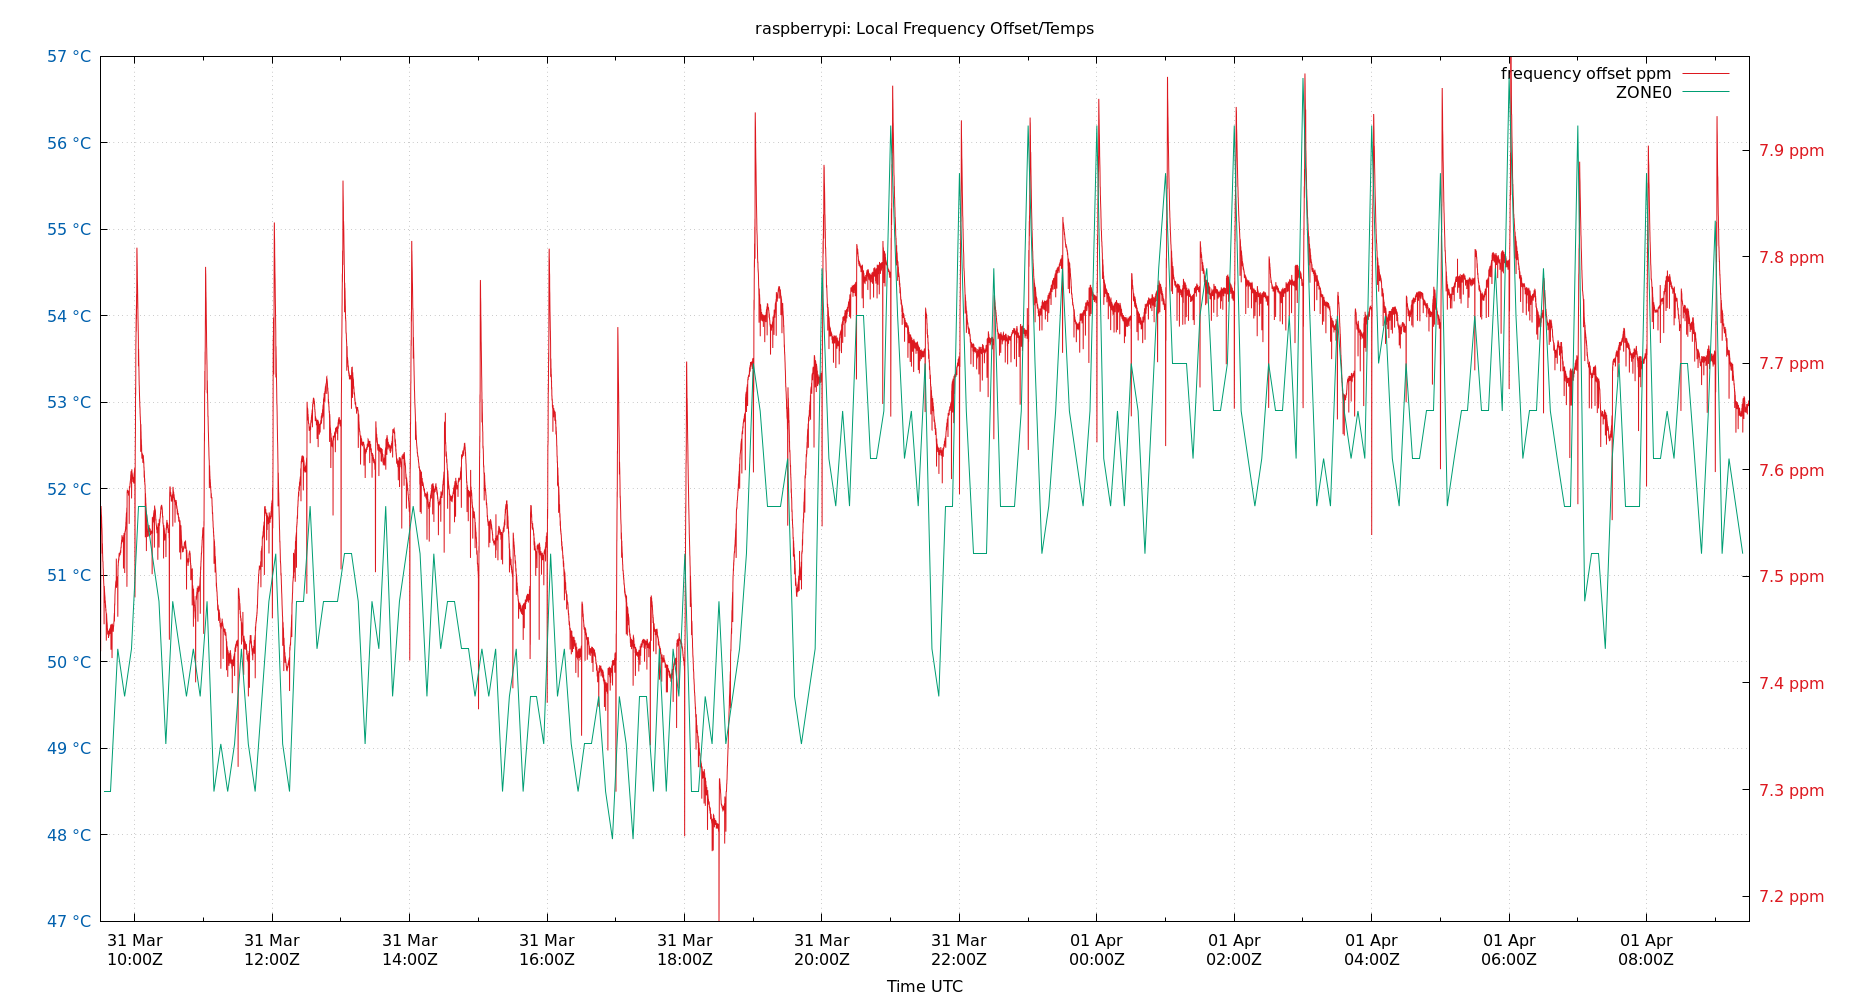 raspberrypi: Local Frequency Offset/Temps
57 °C
56 °C
55 °C
54 °C
53 °C
52 °C
51 °C
50 °C
49 °C
48 °C
47 °C
frequency offset ppm
ZONE0
7.9 ppm
7.8 ppm
7.7 ppm
7.6 ppm
7.5 ppm
7.4 ppm
7.3 ppm
7.2 ppm
31 Mar 31 Mar 31 Mar 31 Mar 31 Mar 31 Mar 31 Mar 01 Apr 01 Apr 01 Apr 01 Apr 01 Apr
10:00Z 12:00Z 14:00Z 16:00Z 18:00Z 20:00Z 22:00Z 00:00Z 02:00Z 04:00Z 06:00Z 08:00Z
Time UTC